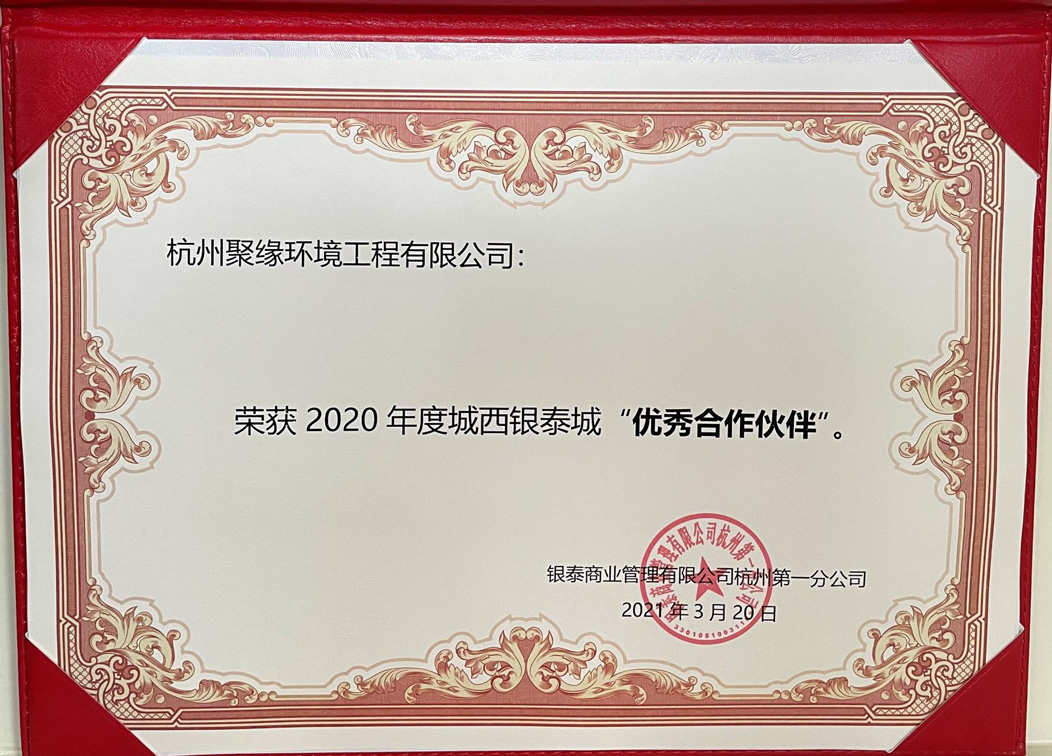 杭州聚缘环境工程有限公司：
荣获 2020 年度城西银泰城“优秀合作伙伴”。
银泰商业管理有限公司杭州第一分公司
2021 年 3 月 20 日